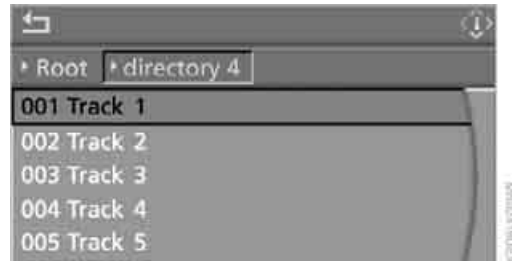 Root directory 4
001 Track 1
002 Track 2
003 Track 3
004 Track 4
005 Track 5